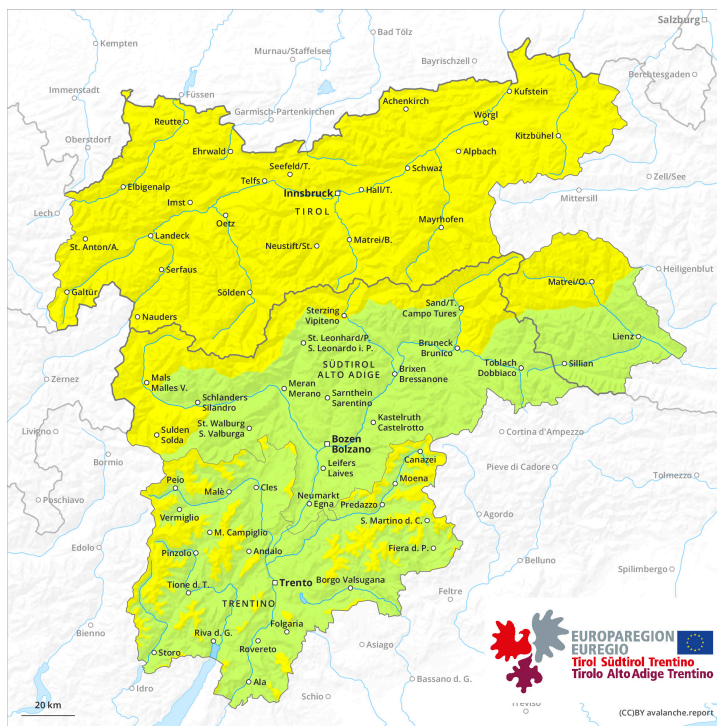 Salzburg
Kempten
Bad Tölz
Murnau/Staffelsee
Bayrischzell
Berchtesgaden
Immenstadt
Füssen
Garmisch-Partenkirchen
Achenkirch
Kufstein
Reutte
Wörgl
Oberstdorf
Kitzbühel
Ehrwald
Alpbach
Seefeld/T.
Schwaz
Zell/See
Telfs
Elbigenalp
Innsbruck
Hall/T.
Mittersill
Imst
TIROL
Lech
Oetz
Mayrhofen
Landeck
St. Anton/A.
Neustift/St.
Matrei/B.
Serfaus
Heiligenblut
Matrei/O.
Galtür
Sölden
Sand/T.
Campo Tures
Nauders
Sterzing
Vipiteno
Lienz
St. Leonhard/P.
S. Leonardo i. P.
Bruneck
Brunico
Toblach
Dobbiaco
Sillian
SÜDTIROL
ALTO ADIGE
Brixen
Bressanone
Zernez
Mals
Malles V.
Meran
Merano
Schlanders
Silandro
Sarnthein
Sarentino
Livigno
St. Walburg
S. Valburga
Kastelruth
Castelrotto
Cortina d'Ampezzo
Sulden
Solda
Bozen
Bolzano
Bormio
Canazei
Pieve di Cadore
Leifers
Laives
Tolmezzo
Poschiavo
Peio
Malè
Cles
Moena
Neumarkt
Egna
Predazzo
Vermiglio
Agordo
S. Martino d. C.
M. Campiglio
Edolo
Pinzolo
Andalo
Fiera d. P.
Belluno
Spilimbergo
Tione d. T.
Trento
Borgo Valsugana
Feltre
TRENTINO
Folgaria
Bienno
Riva d. G.
Rovereto
Storo
Asiago
Ala
Idro
Schio
Bassano d. G.
Treviso
EUROPAREGION
EUREGIO
Tirol Südtirol Trentino
Tirolo Alto Adige Trentino
20 km
(CC)BY avalanche.report